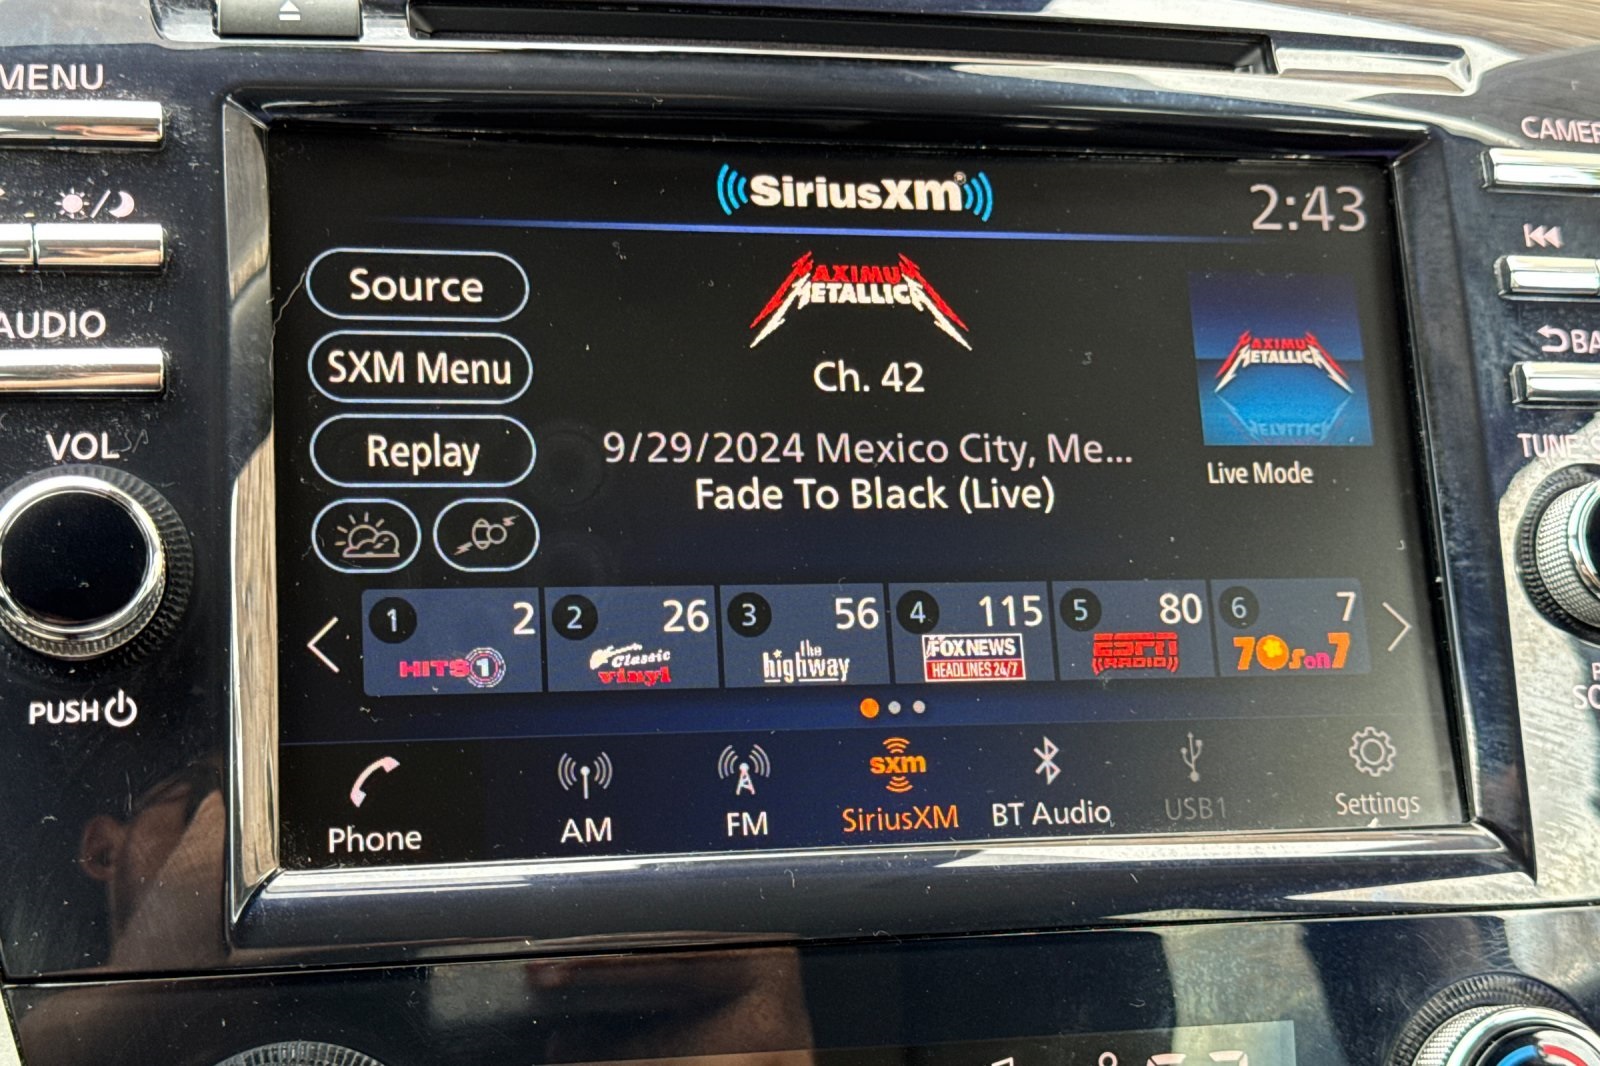 MENU
AUDIO
VOL
PUSH
SiriusXM
2:43
Source
SXM Menu
Replay
MAXIMUM
METALLICA
Ch. 42
9/29/2024 Mexico City, Me...
Fade To Black (Live)
MAXIMUM
METALLICA
Live Mode
1 2
HITS 1
2 26
Classic
vinyl
3 56
the
highway
4 115
FOX NEWS
HEADLINES 24/7
5 80
ESPN
RADIO
6 7
70s on 7
Phone
AM
FM
sxm
SiriusXM
BT Audio
USB1
Settings
CAMER
BA
TUNE